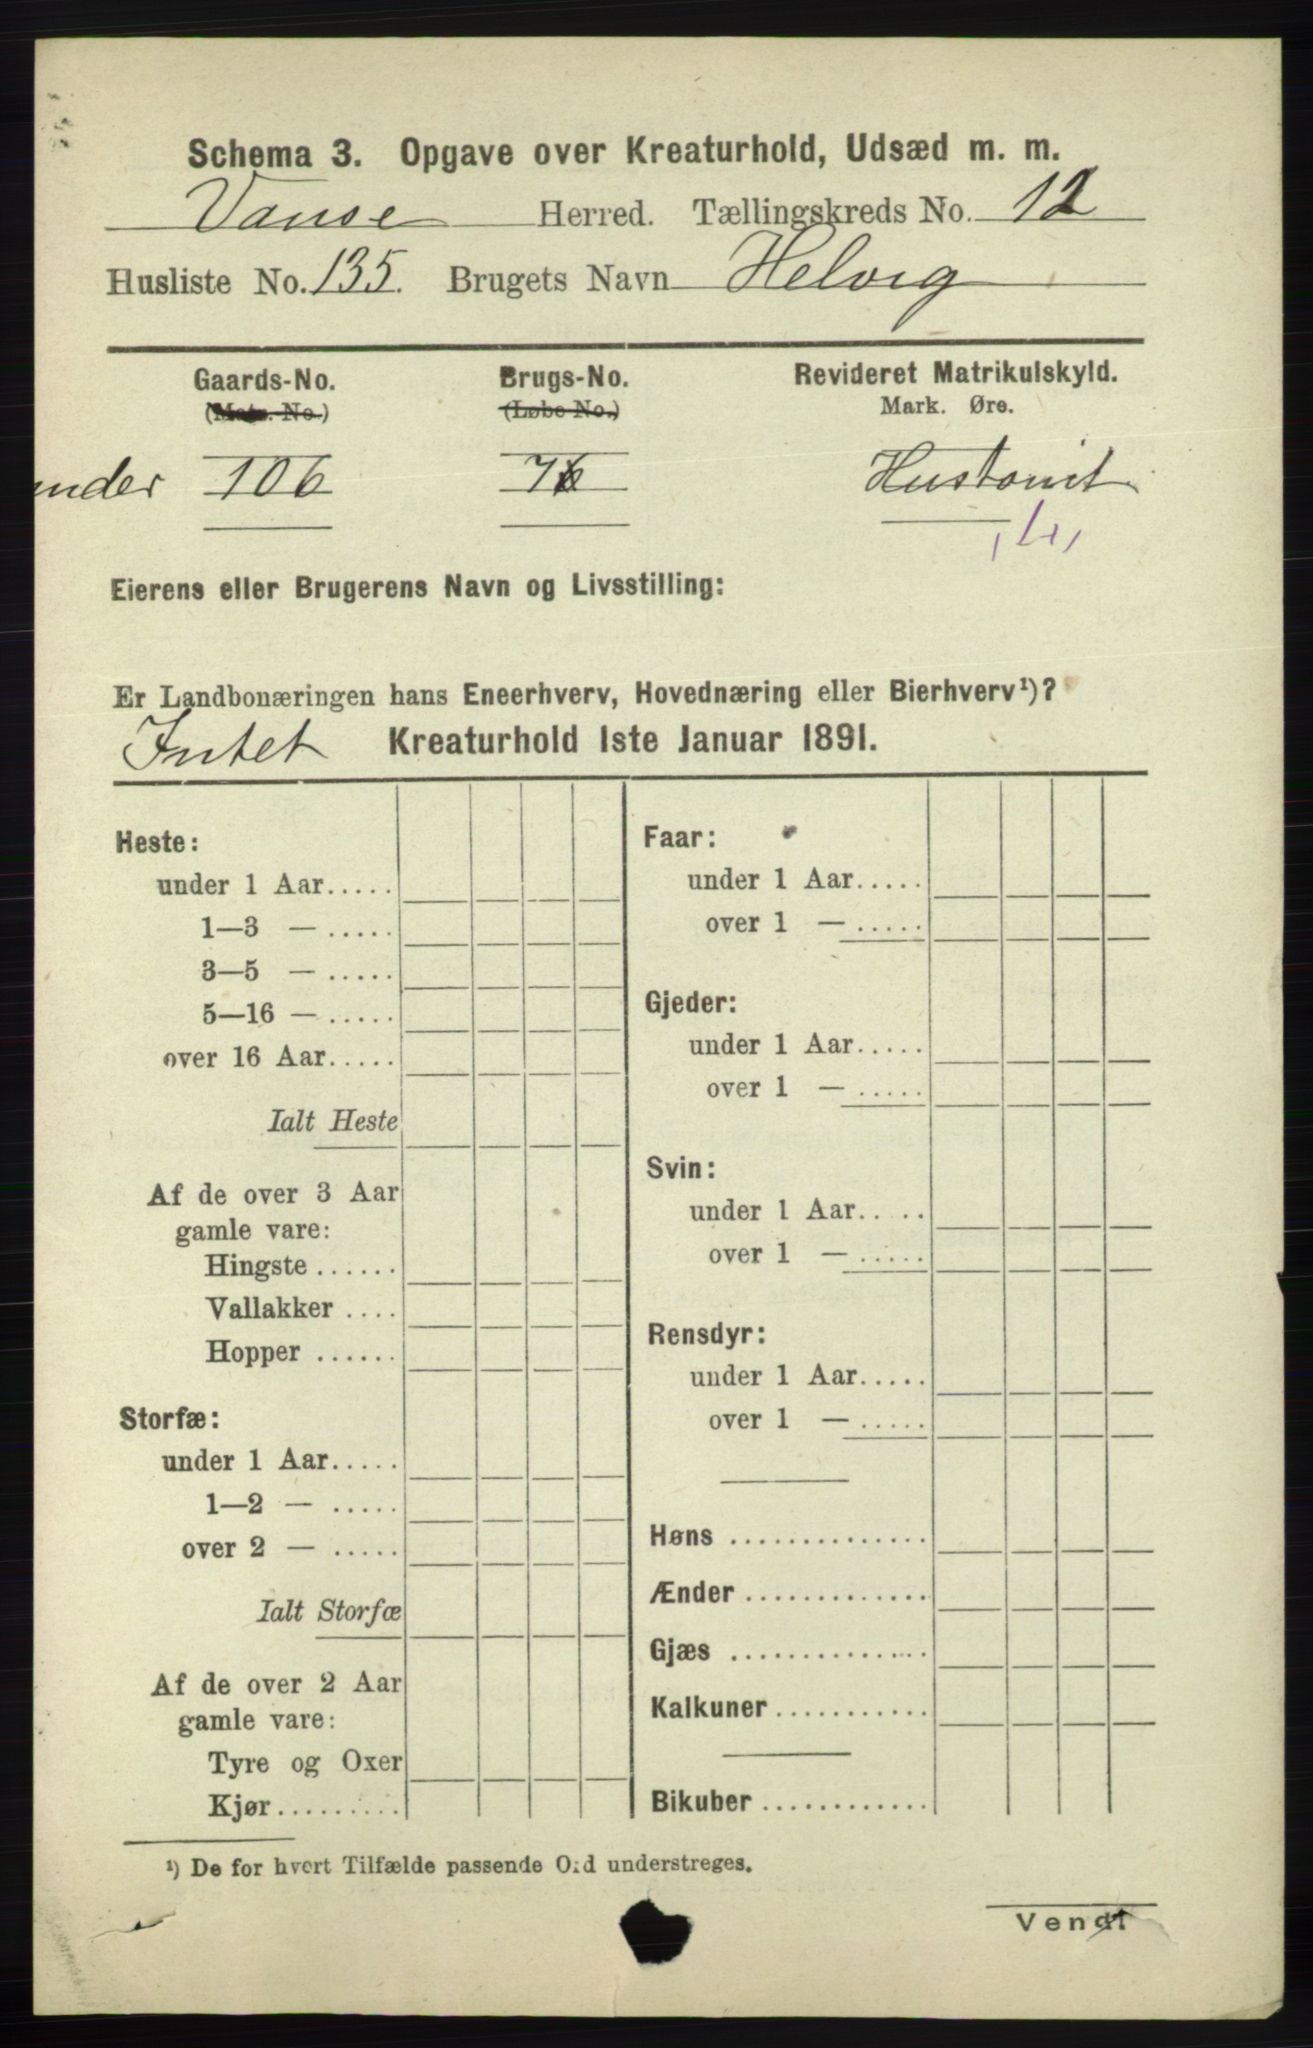 Schema 3. Opgave over Kreaturhold, Udsæd m. m.
Vanse Herred. Tællingskreds No. 12
Husliste No. 135. Brugets Navn Helvig
Gaards-No. Brugs-No. Revideret Matrikulskyld.
(Matr. No.) (Løbe No.) Mark. Øre.
under 106 Hustomt
Eierens eller Brugerens Navn og Livsstilling:
Er Landbonæringen hans Eneerhverv, Hovednæring eller Bierhverv¹)?
Intet Kreaturhold 1ste Januar 1891.
Heste:
under 1 Aar.....
1—3 — .....
3—5 — .....
5—16 — .....
over 16 Aar.....
Ialt Heste
Af de over 3 Aar
gamle vare:
Hingste ......
Vallakker ....
Hopper ......
Storfæ:
under 1 Aar.....
1—2 — .....
over 2 — .....
Ialt Storfæ
Af de over 2 Aar
gamle vare:
Tyre og Oxer
Kjør.........
Faar:
under 1 Aar.....
over 1 — .....
Gjeder:
under 1 Aar.....
over 1 — .....
Svin:
under 1 Aar.....
over 1 — .....
Rensdyr:
under 1 Aar.....
over 1 — .....
Høns ..............
Ænder .............
Gjæs ..............
Kalkuner ...........
Bikuber ............
¹) De for hvert Tilfælde passende Ord understreges.
Vendt